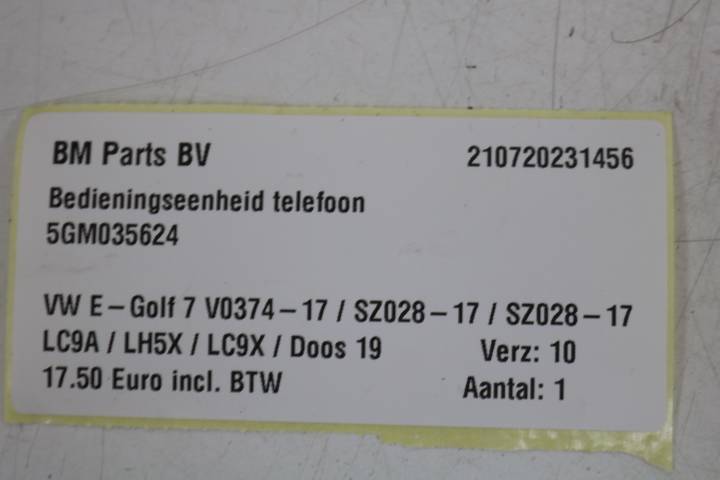 BM Parts BV 210720231456
Bedieningseenheid telefoon
5GM035624
VW E-Golf 7 V0374-17 / SZ028-17 / SZ028-17
LC9A / LH5X / LC9X / Doos 19 Verz: 10
17.50 Euro incl. BTW Aantal: 1